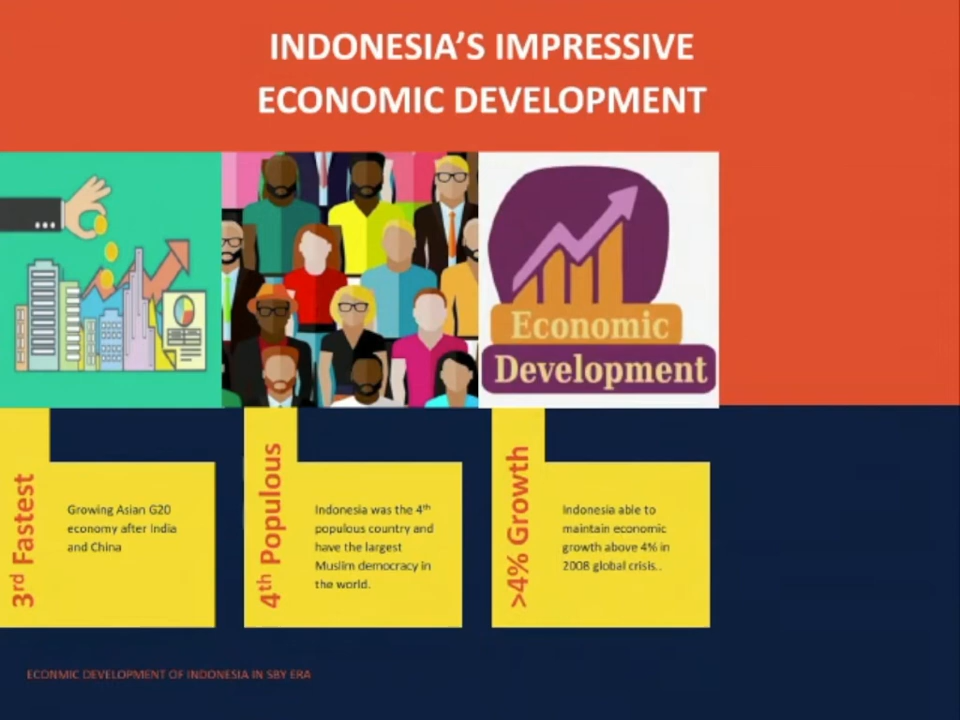 INDONESIA'S IMPRESSIVE
ECONOMIC DEVELOPMENT
Economic
Development
3rd Fastest
Growing Asian G20
economy after India
and China
4th Populous
Indonesia was the 4th
populous country and
have the largest
Muslim democracy in
the world.
>4% Growth
Indonesia able to
maintain economic
growth above 4% in
2008 global crisis..
ECONMIC DEVELOPMENT OF INDONESIA IN SBY ERA